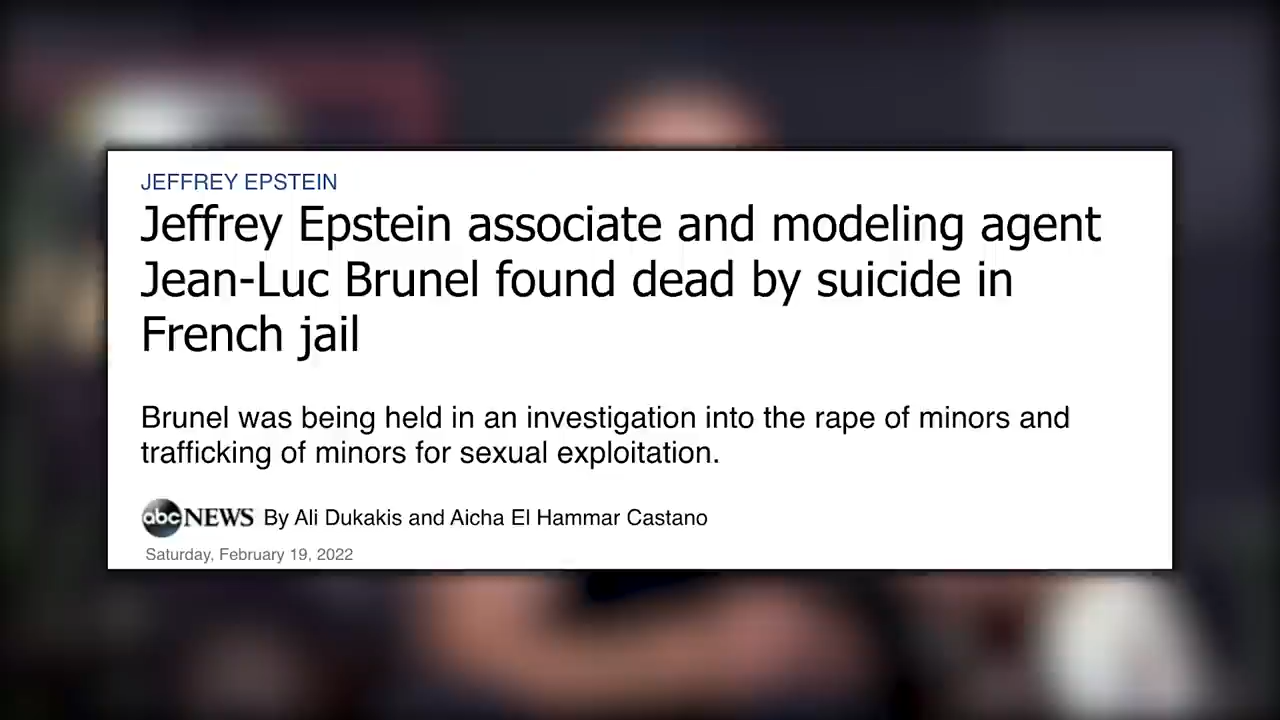 JEFFREY EPSTEIN
Jeffrey Epstein associate and modeling agent
Jean-Luc Brunel found dead by suicide in
French jail
Brunel was being held in an investigation into the rape of minors and
trafficking of minors for sexual exploitation.
abc NEWS By Ali Dukakis and Aicha El Hammar Castano
Saturday, February 19, 2022